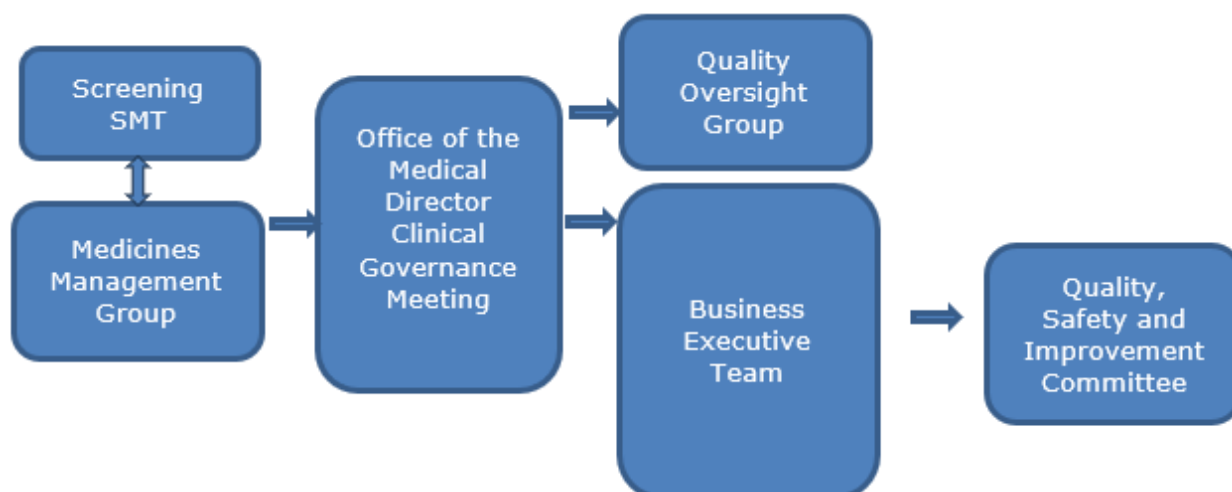 Screening
SMT
Medicines
Management
Group
Office of the
Medical
Director
Clinical
Governance
Meeting
Quality
Oversight
Group
Business
Executive
Team
Quality,
Safety and
Improvement
Committee